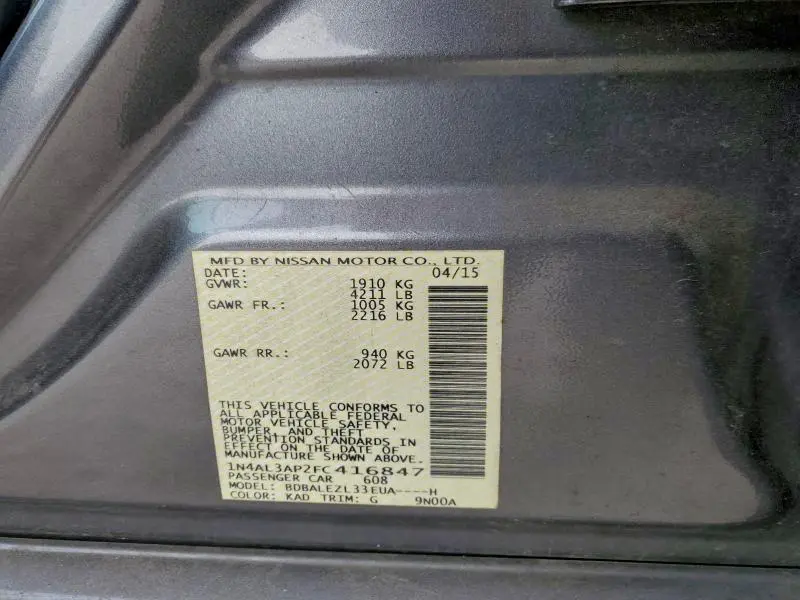 MFD BY NISSAN MOTOR CO., LTD.
DATE: 04/15
GVWR: 1910 KG
4211 LB
GAWR FR.: 1005 KG
2216 LB
GAWR RR.: 940 KG
2072 LB
THIS VEHICLE CONFORMS TO
ALL APPLICABLE FEDERAL
MOTOR VEHICLE SAFETY,
BUMPER, AND THEFT
PREVENTION STANDARDS IN
EFFECT ON THE DATE OF
MANUFACTURE SHOWN ABOVE.
1N4AL3AP2FC416847
PASSENGER CAR 608
MODEL: BDBALEZL33EUA----H
COLOR: KAD TRIM: G 9N00A